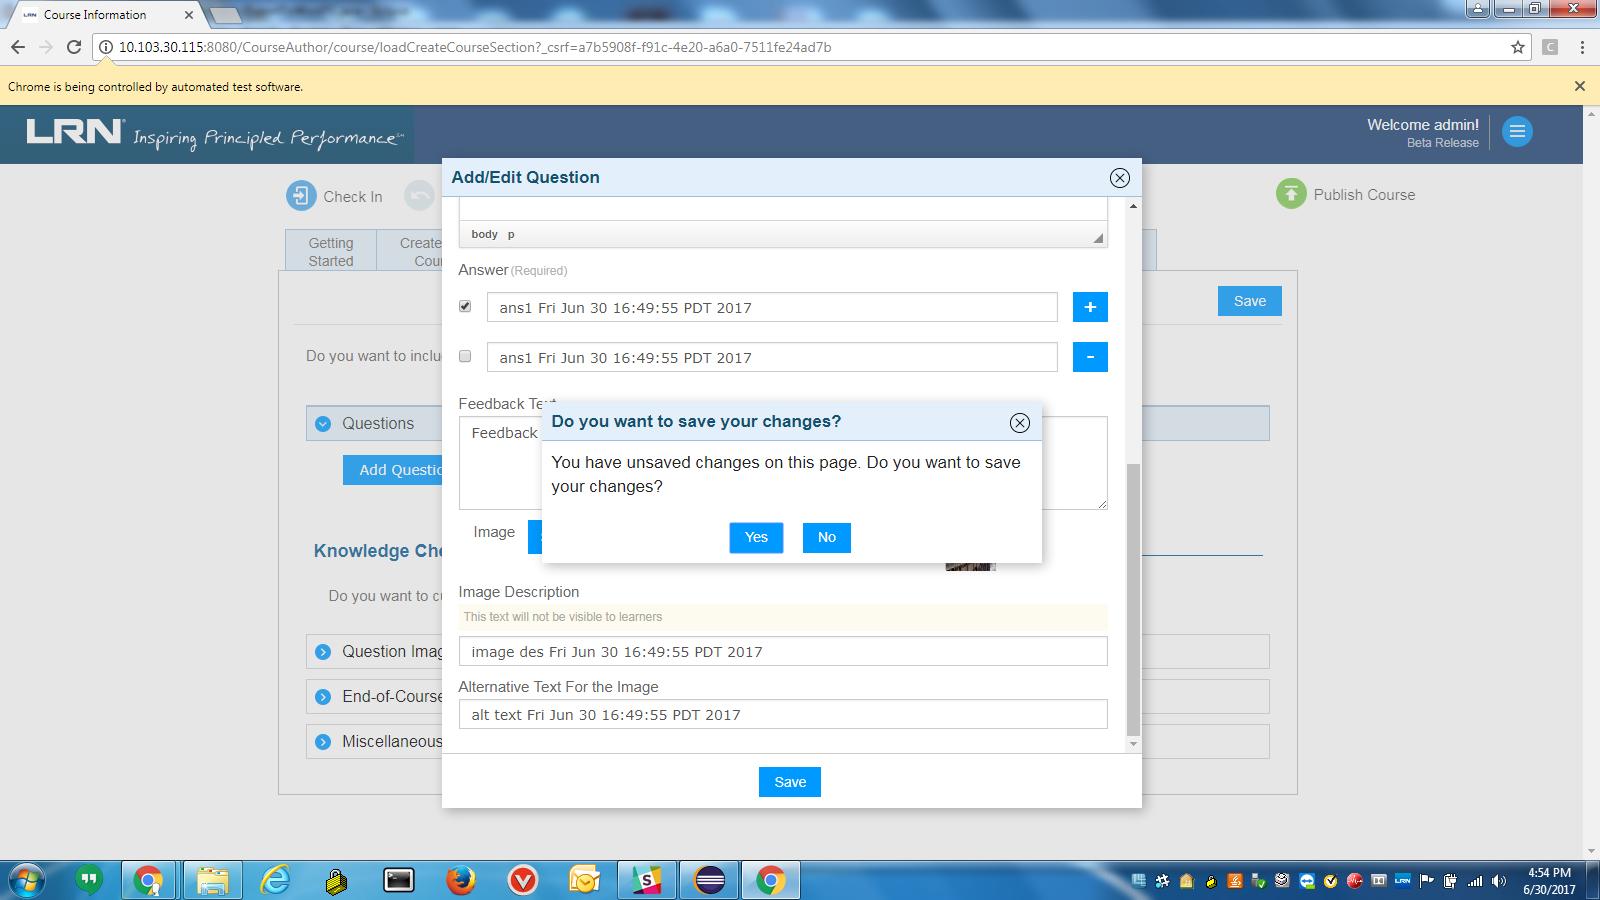 LRN Course Information
10.103.30.115:8080/CourseAuthor/course/loadCreateCourseSection?_csrf=a7b5908f-f91c-4e20-a6a0-7511fe24ad7b
C
Chrome is being controlled by automated test software.
LRN Inspiring Principled Performance
Welcome admin!
Beta Release
Check In
Publish Course
Getting
Started
Create
Cou
Save
Do you want to inclu
Questions
Add Questio
Knowledge Che
Do you want to cu
Question Imag
End-of-Course
Miscellaneous
Add/Edit Question
body p
Answer (Required)
ans1 Fri Jun 30 16:49:55 PDT 2017
+
ans1 Fri Jun 30 16:49:55 PDT 2017
-
Feedback Text
Feedback
Do you want to save your changes?
You have unsaved changes on this page. Do you want to save
your changes?
Yes No
Image
Image Description
This text will not be visible to learners
image des Fri Jun 30 16:49:55 PDT 2017
Alternative Text For the Image
alt text Fri Jun 30 16:49:55 PDT 2017
Save
LRN
4:54 PM
6/30/2017